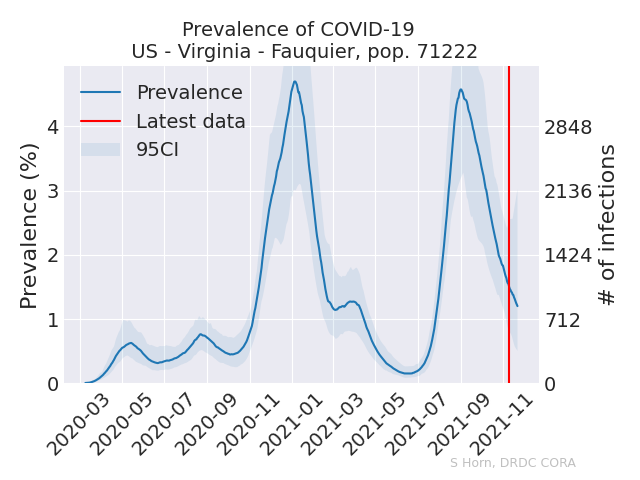 Prevalence of COVID-19
US - Virginia - Fauquier, pop. 71222
Prevalence
Latest data
95CI
Prevalence (%)
4
3
2
1
0
2848
2136
1424
712
0
# of infections
2020-03
2020-05
2020-07
2020-09
2020-11
2021-01
2021-03
2021-05
2021-07
2021-09
2021-11
S Horn, DRDC CORA